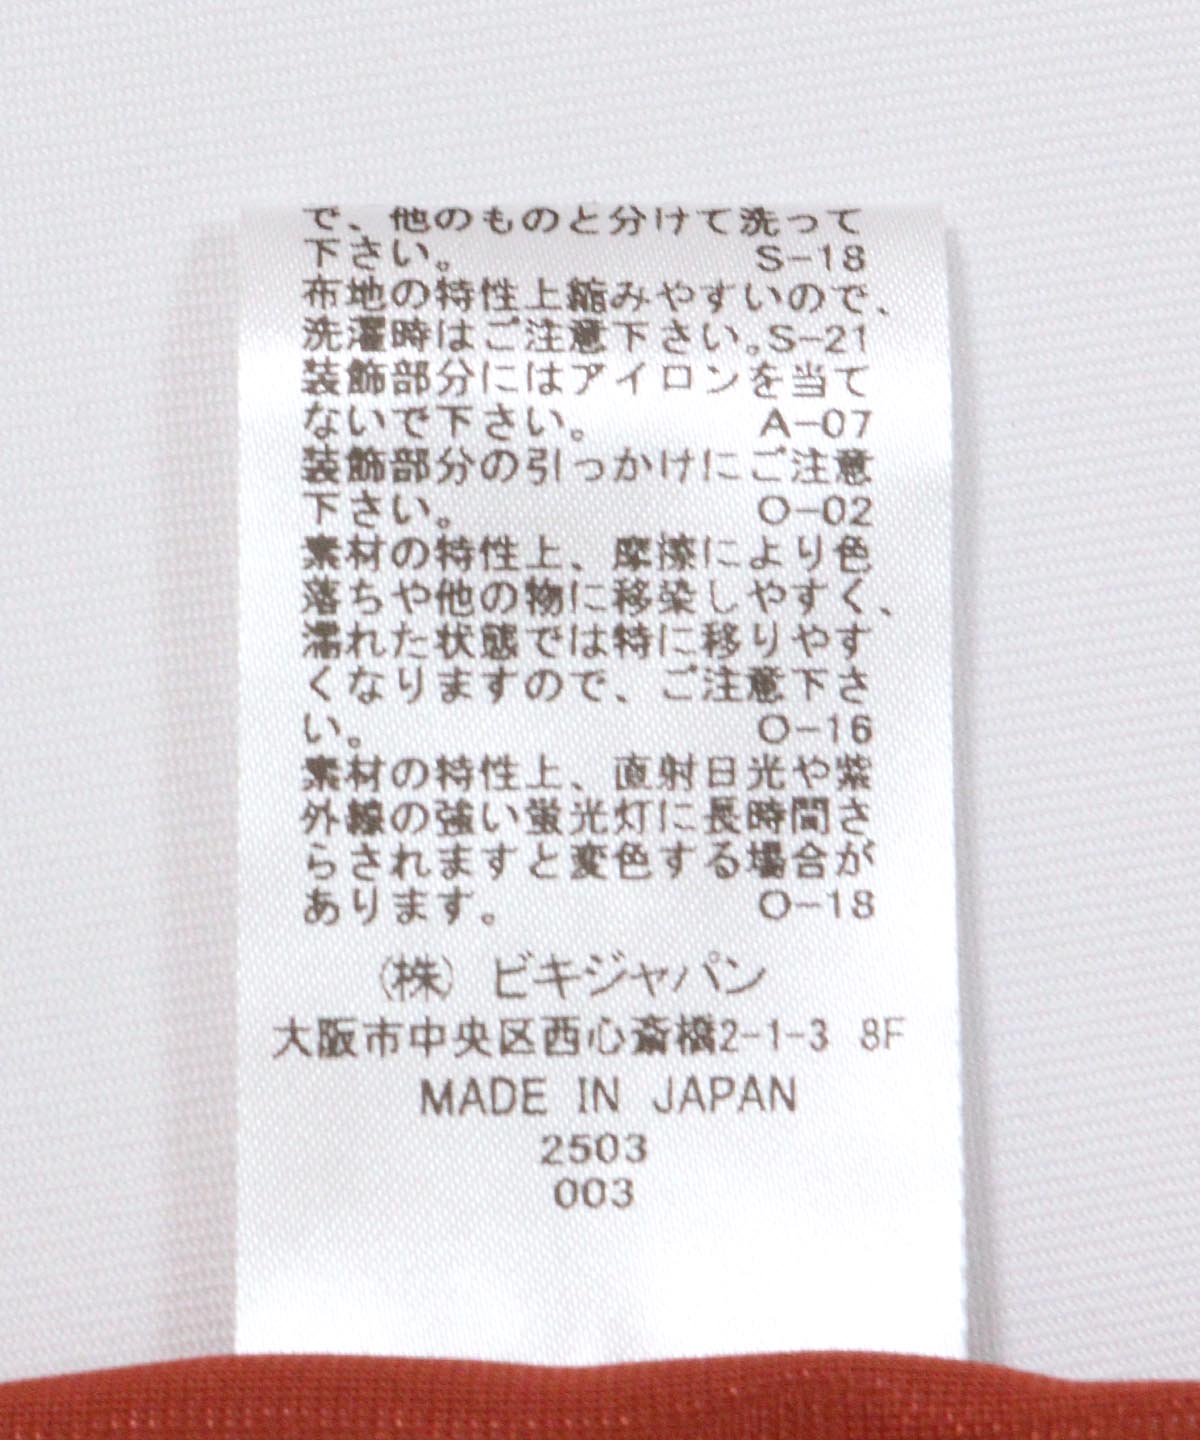 で、他のものと分けて洗って
下さい。 S-18
布地の特性上縮みやすいので、
洗濯時はご注意下さい。S-21
装飾部分にはアイロンを当て
ないで下さい。 A-07
装飾部分の引っかけにご注意
下さい。 O-02
素材の特性上、摩擦により色
落ちや他の物に移染しやすく、
濡れた状態では特に移りやす
くなりますので、ご注意下さ
い。 O-16
素材の特性上、直射日光や紫
外線の強い蛍光灯に長時間さ
らされますと変色する場合が
あります。 O-18
(株) ビキジャパン
大阪市中央区西心斎橋2-1-3 8F
MADE IN JAPAN
2503
003